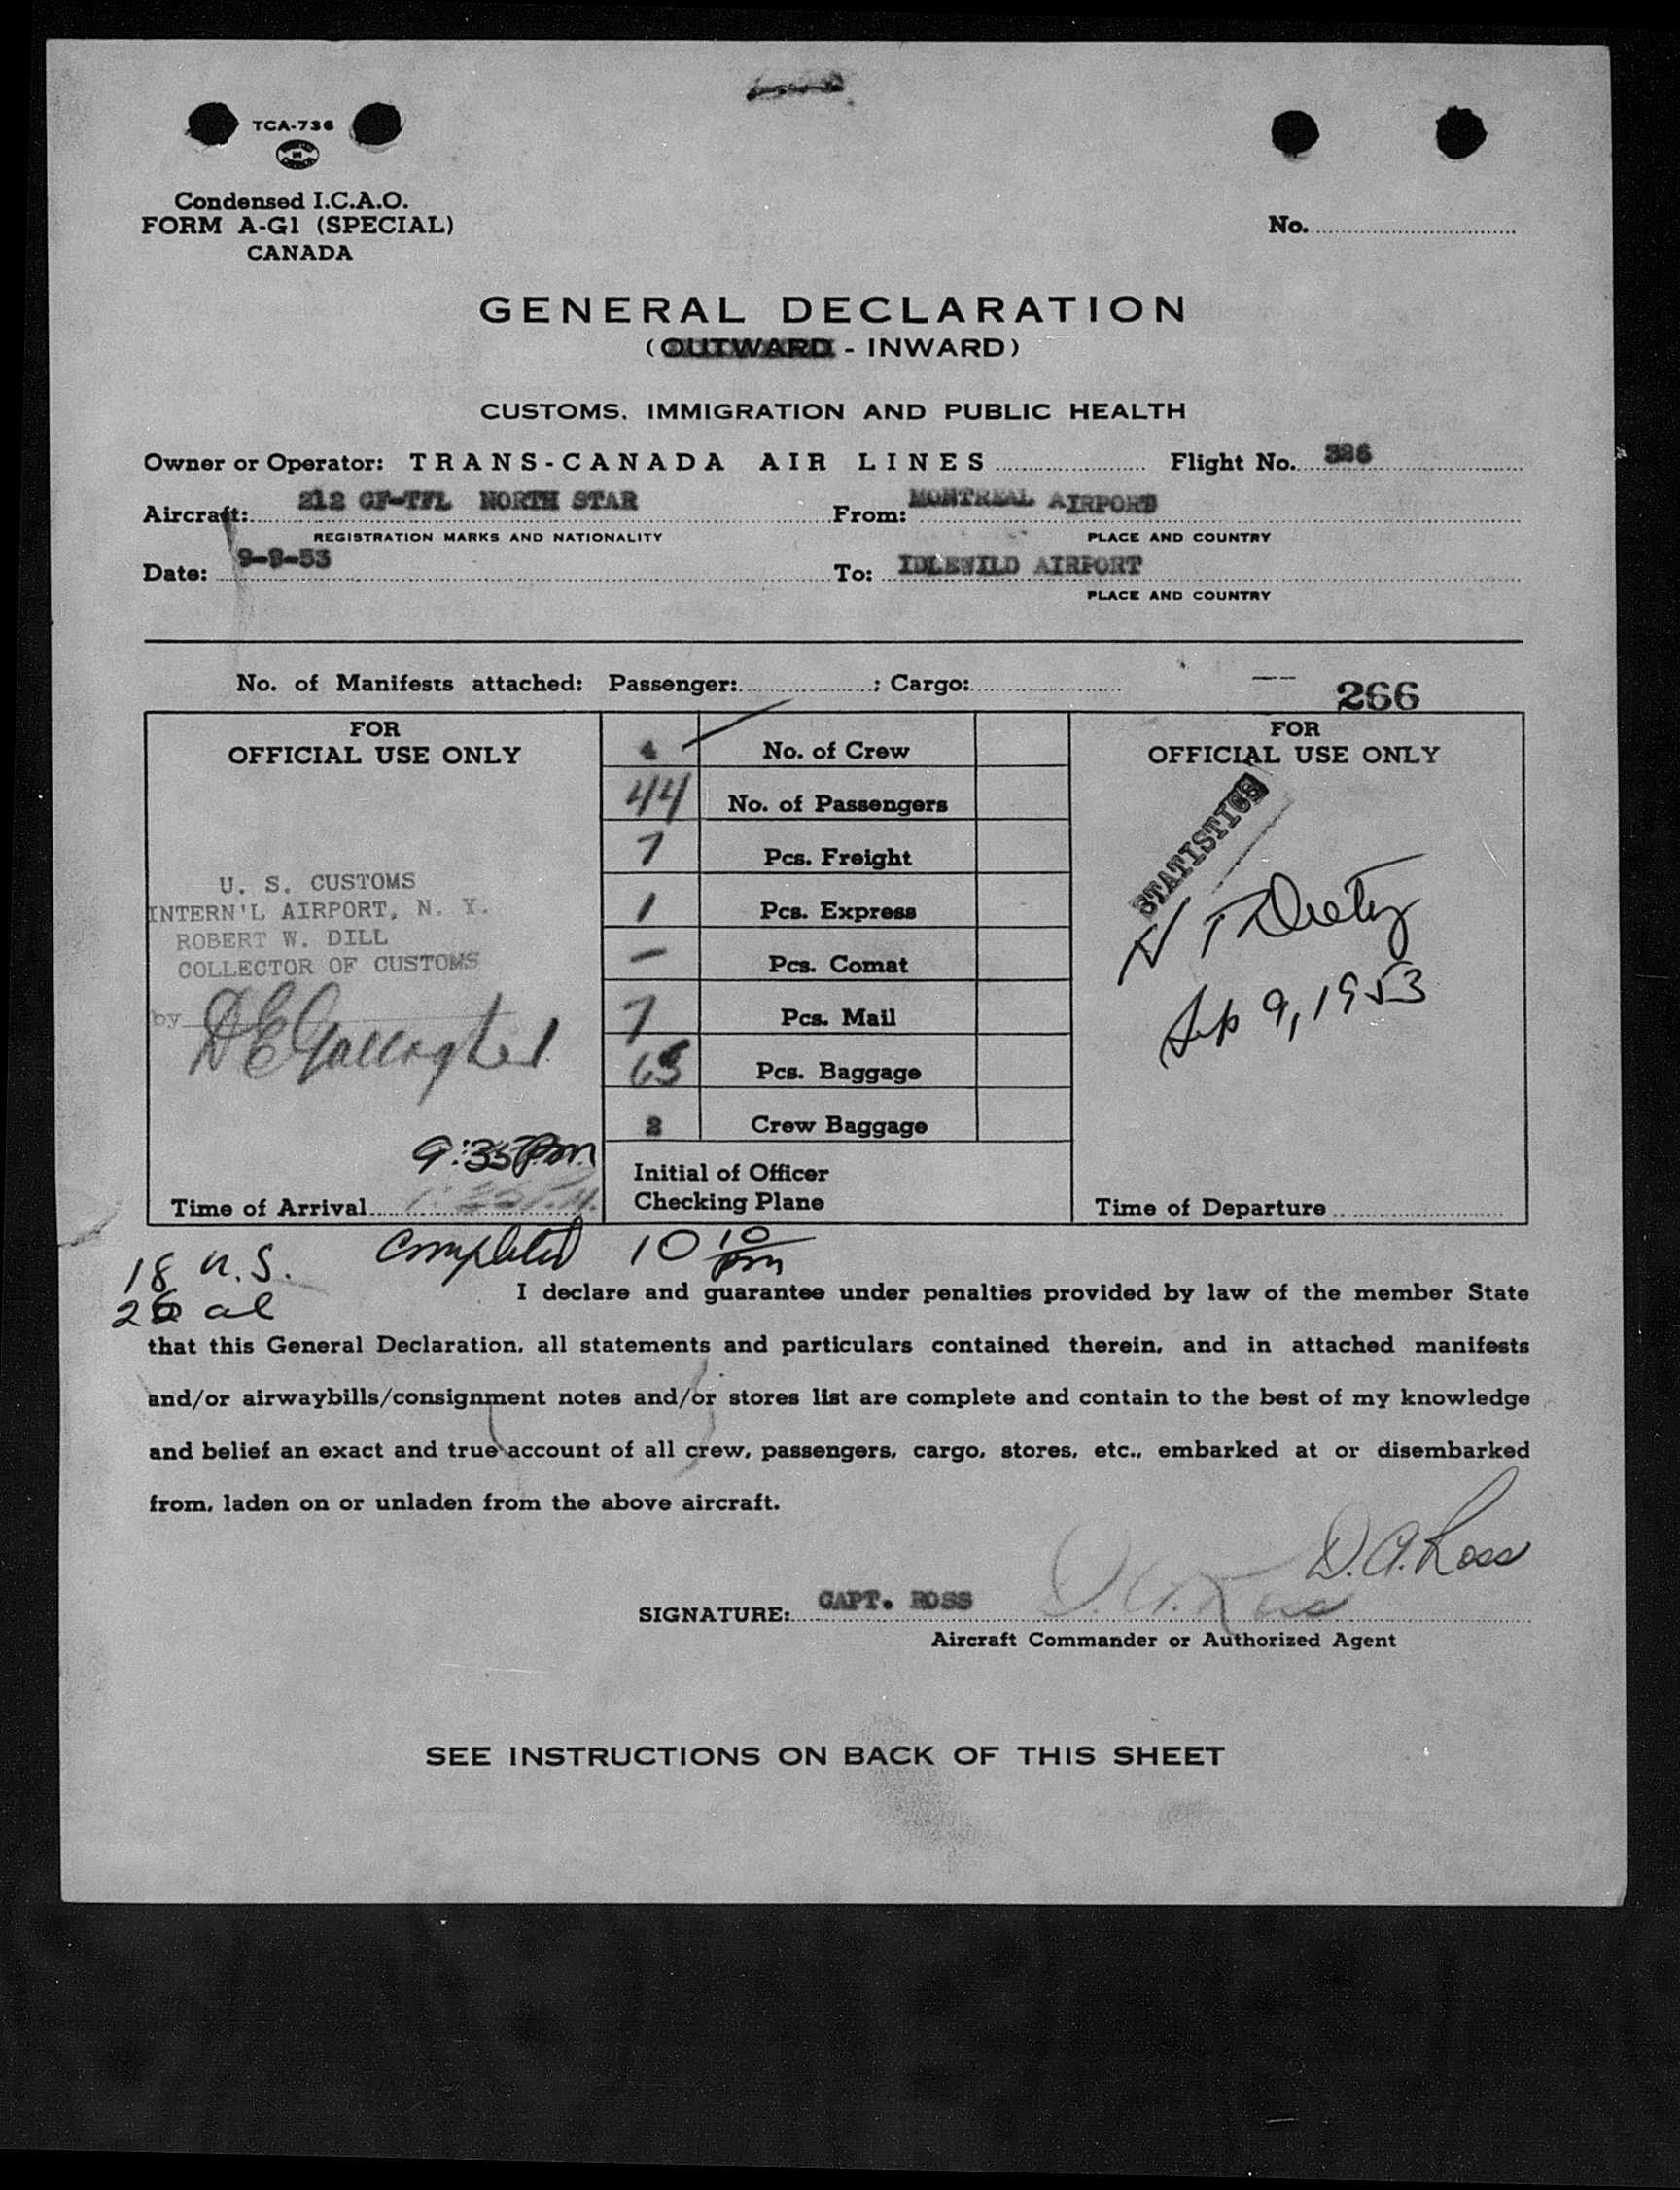 TCA-736
Condensed I.C.A.O.
FORM A-G1 (SPECIAL)
CANADA
No.
GENERAL DECLARATION
(OUTWARD - INWARD)
CUSTOMS, IMMIGRATION AND PUBLIC HEALTH
Owner or Operator: TRANS-CANADA AIR LINES Flight No. 326
Aircraft: 212 CF-TFL NORTH STAR From: MONTREAL AIRPORT
REGISTRATION MARKS AND NATIONALITY PLACE AND COUNTRY
Date: 9-9-53 To: IDLEWILD AIRPORT
PLACE AND COUNTRY
No. of Manifests attached: Passenger: ; Cargo:
266
FOR
OFFICIAL USE ONLY
U. S. CUSTOMS
INTERN'L AIRPORT, N. Y.
ROBERT W. DILL
COLLECTOR OF CUSTOMS
by D E Gallagher
9:35 pm
Time of Arrival
4 No. of Crew
44 No. of Passengers
7 Pcs. Freight
1 Pcs. Express
— Pcs. Comat
7 Pcs. Mail
65 Pcs. Baggage
2 Crew Baggage
Initial of Officer
Checking Plane
FOR
OFFICIAL USE ONLY
STATISTICS
Sep 9, 1953
Time of Departure
Completed 10 10 pm
18 U.S.
26 al
I declare and guarantee under penalties provided by law of the member State
that this General Declaration, all statements and particulars contained therein, and in attached manifests
and/or airwaybills/consignment notes and/or stores list are complete and contain to the best of my knowledge
and belief an exact and true account of all crew, passengers, cargo, stores, etc., embarked at or disembarked
from, laden on or unladen from the above aircraft.
D.A. Ross
SIGNATURE: CAPT. ROSS D. A. Ross
Aircraft Commander or Authorized Agent
SEE INSTRUCTIONS ON BACK OF THIS SHEET